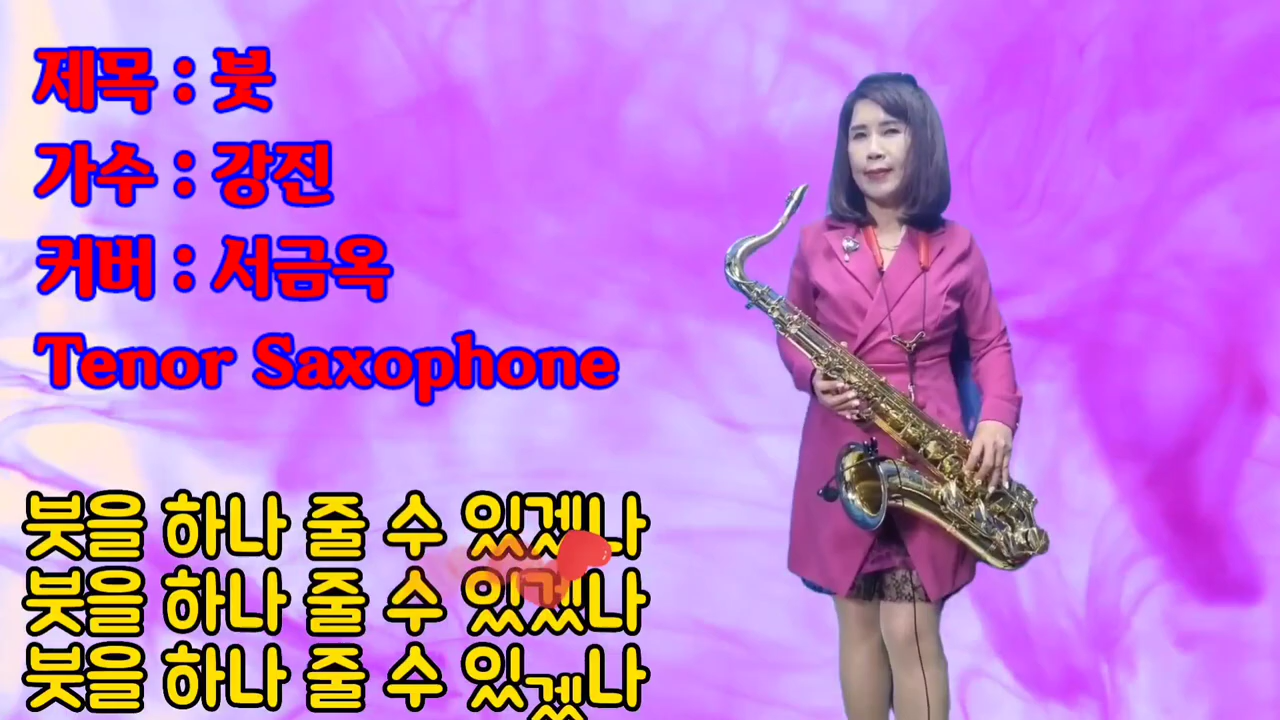 제목 : 붓
가수 : 강진
커버 : 서금옥
Tenor Saxophone
붓을 하나 줄 수 있겠나
붓을 하나 줄 수 있겠나
붓을 하나 줄 수 있겠나